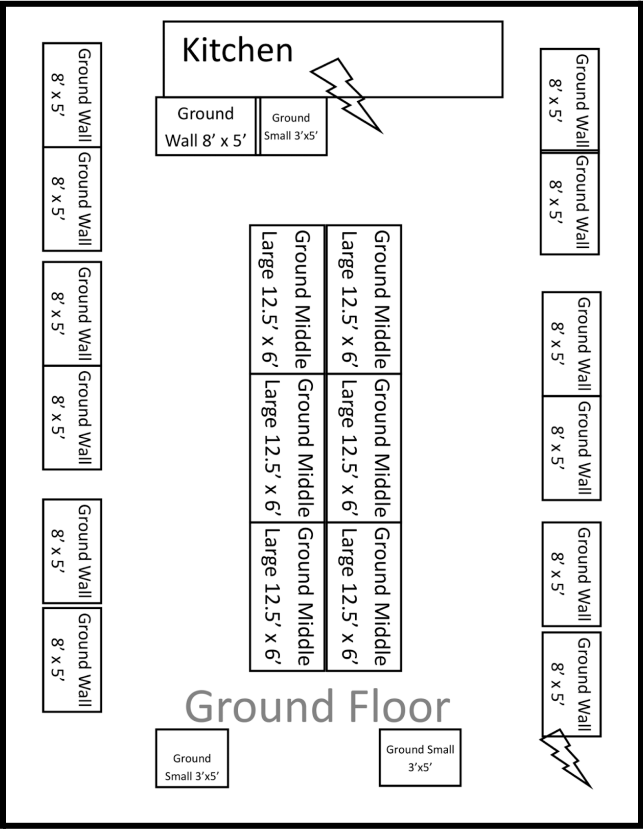 Kitchen
Ground
Wall 8' x 5'
Ground
Small 3'x5'
Ground Wall
8' x 5'
Ground Wall
8' x 5'
Ground Wall
8' x 5'
Ground Wall
8' x 5'
Ground Wall
8' x 5'
Ground Wall
8' x 5'
Ground Middle
Large 12.5' x 6'
Ground Middle
Large 12.5' x 6'
Ground Middle
Large 12.5' x 6'
Ground Middle
Large 12.5' x 6'
Ground Middle
Large 12.5' x 6'
Ground Middle
Large 12.5' x 6'
Ground Wall
8' x 5'
Ground Wall
8' x 5'
Ground Wall
8' x 5'
Ground Wall
8' x 5'
Ground Wall
8' x 5'
Ground Wall
8' x 5'
Ground Floor
Ground
Small 3'x5'
Ground Small
3'x5'